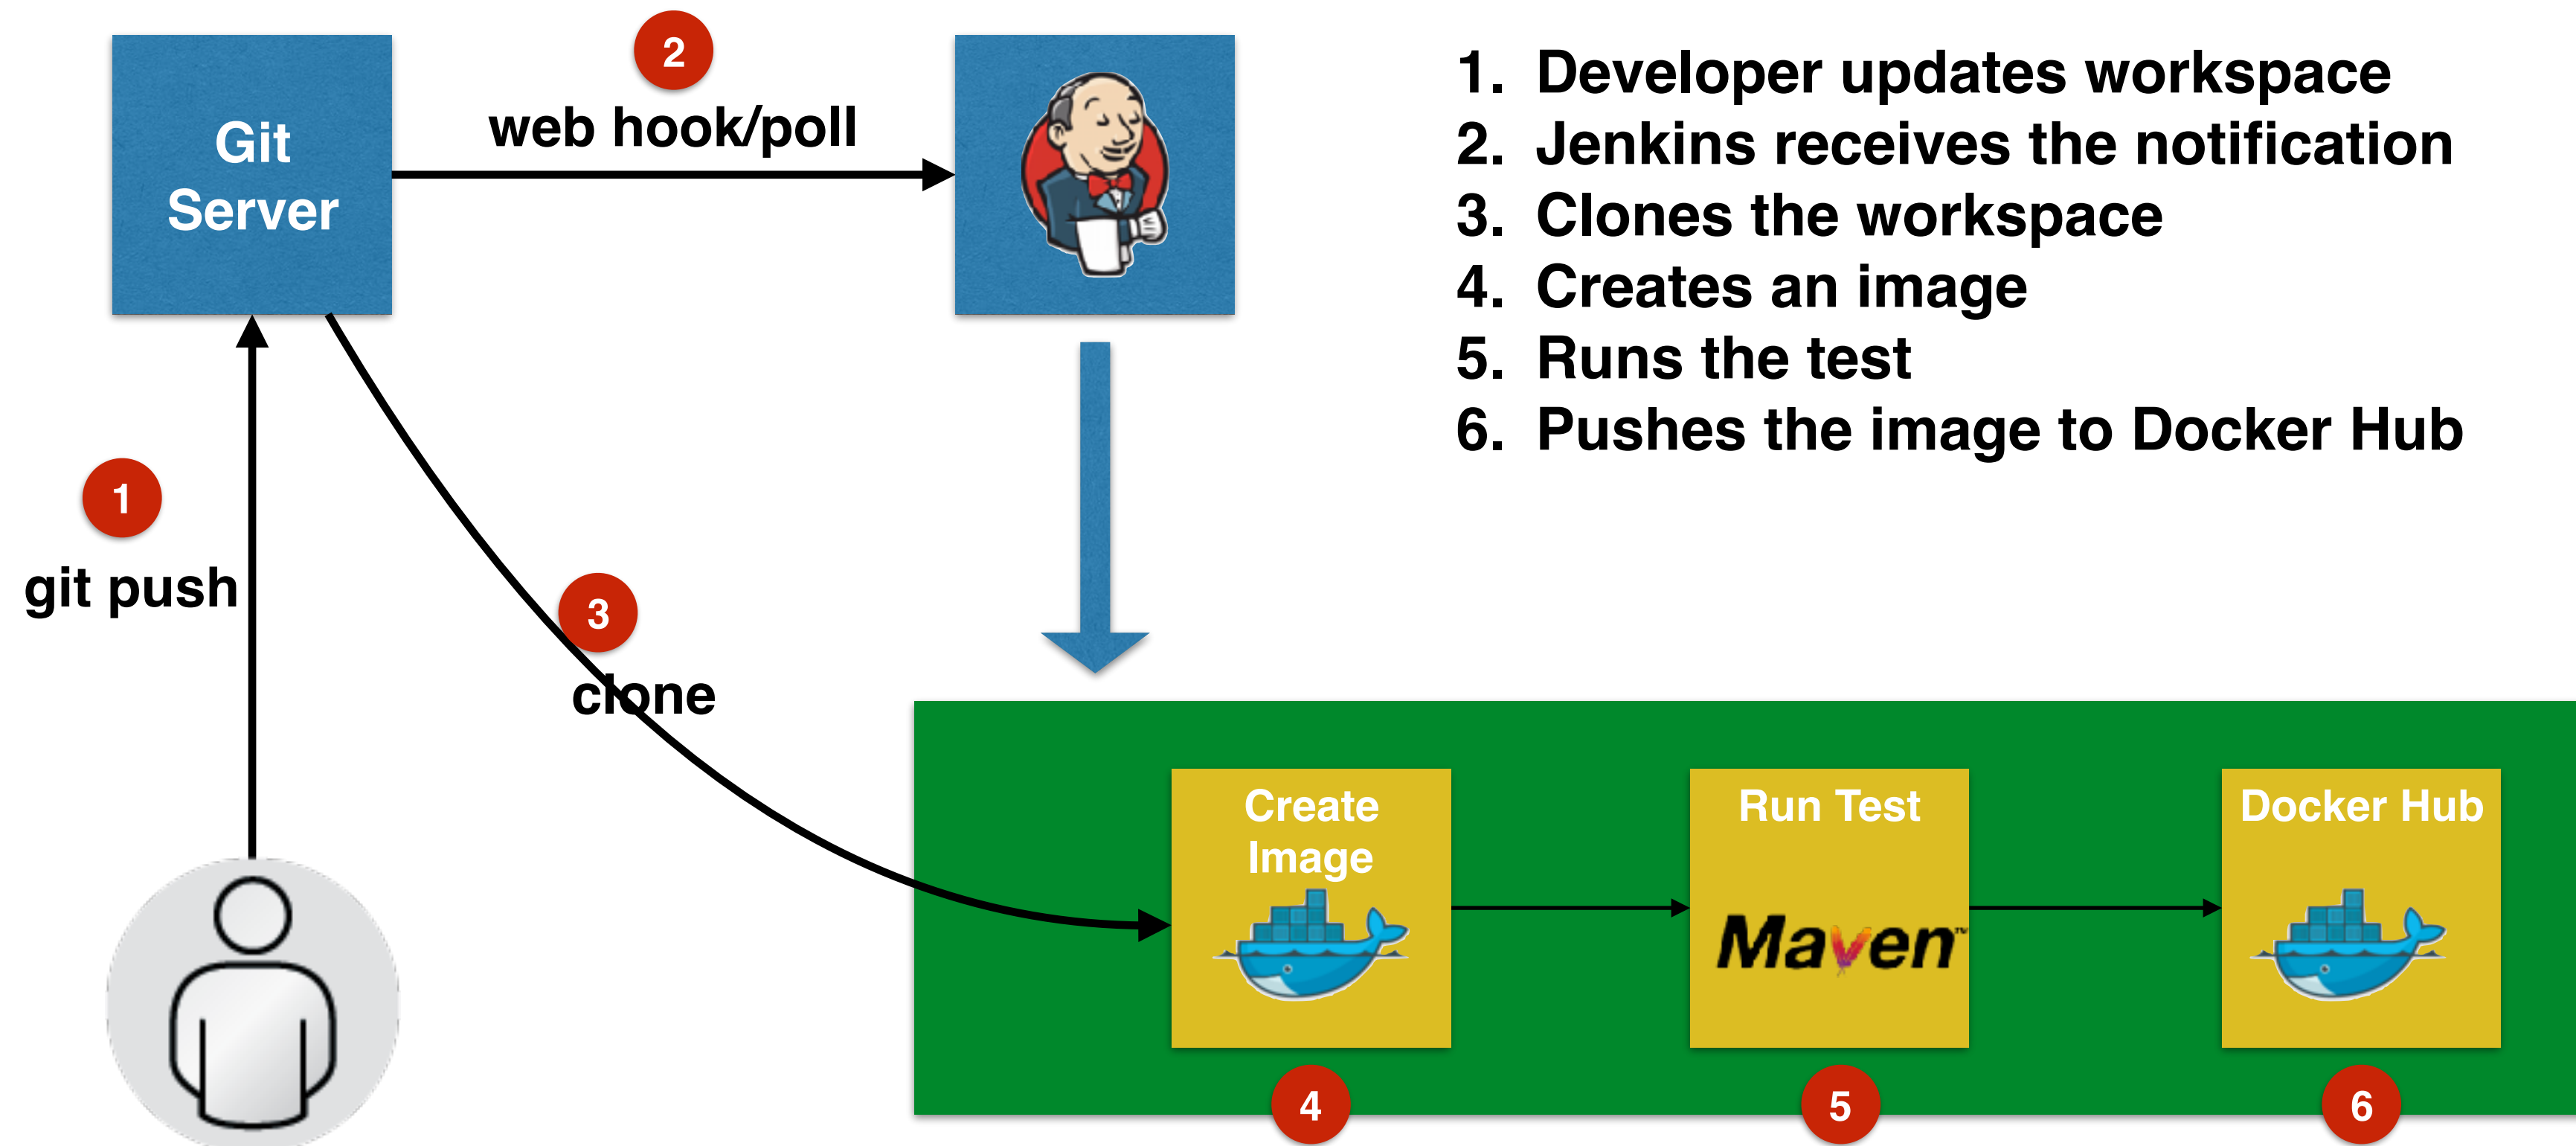 2
web hook/poll
Git
Server
1. Developer updates workspace
2. Jenkins receives the notification
3. Clones the workspace
4. Creates an image
5. Runs the test
6. Pushes the image to Docker Hub
1
git push
3
clone
Create
Image
Run Test
Maven™
Docker Hub
4
5
6